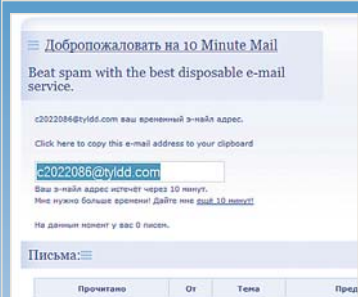 Добропожаловать на 10 Minute Mail
Beat spam with the best disposable e-mail
service.
c2022086@tyldd.com ваш временный э-майл адрес.
Click here to copy this e-mail address to your clipboard
c2022086@tyldd.com
Ваш э-майл адрес истечёт через 10 минут.
Мне нужно больше времени! Дайте мне ещё 10 минут!
На данным момент у вас 0 писем.
Письма:
Прочитано От Тема Пред